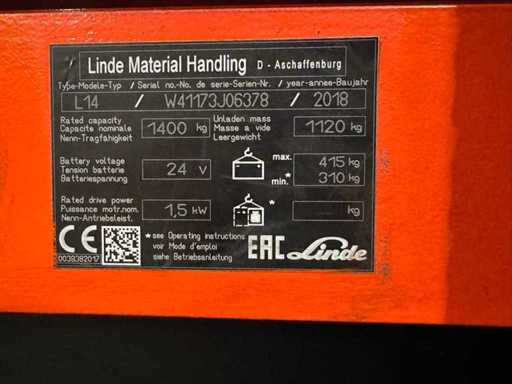 Linde Material Handling D - Aschaffenburg
Type-Modele-Typ / Serial no.-No. de serie-Serien-Nr. / year-annee-Baujahr
L14 / W41173J06378 / 2018
Rated capacity
Capacite nominale
Nenn-Tragfähigkeit
1400 kg
Unladen mass
Masse a vide
Leergewicht
1120 kg
Battery voltage
Tension batterie
Batteriespannung
24 V
max. 415 kg
*
min. 310 kg
Rated drive power
Puissance motr.nom.
Nenn-Antriebsleist.
1,5 kW
* kg
CE
0039382017
*see Operating instructions
voir Mode d'emploi
siehe Betriebsanleitung
EAC Linde